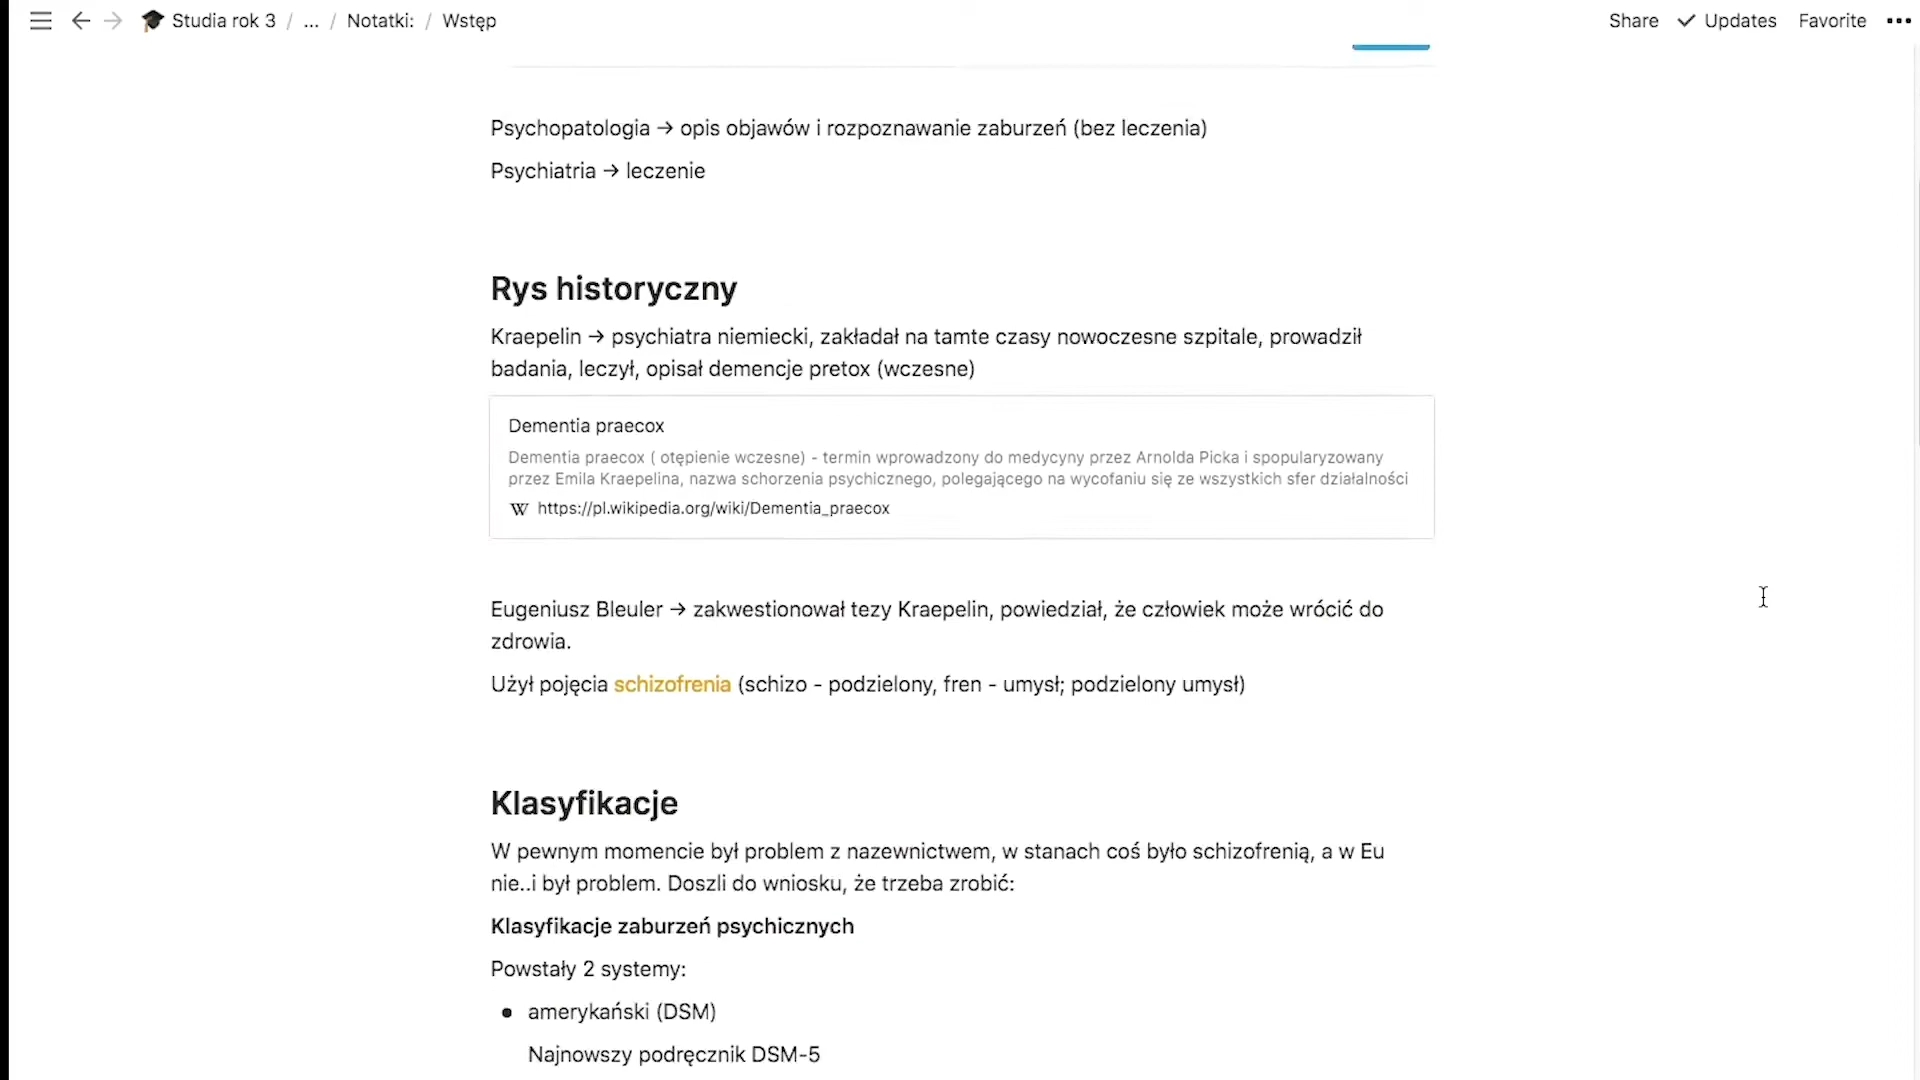 Studia rok 3 / ... / Notatki: / Wstęp
Share ✓ Updates Favorite •••
Psychopatologia → opis objawów i rozpoznawanie zaburzeń (bez leczenia)
Psychiatria → leczenie
Rys historyczny
Kraepelin → psychiatra niemiecki, zakładał na tamte czasy nowoczesne szpitale, prowadził
badania, leczył, opisał demencje pretox (wczesne)
Dementia praecox
Dementia praecox ( otępienie wczesne) - termin wprowadzony do medycyny przez Arnolda Picka i spopularyzowany
przez Emila Kraepelina, nazwa schorzenia psychicznego, polegającego na wycofaniu się ze wszystkich sfer działalności
https://pl.wikipedia.org/wiki/Dementia_praecox
Eugeniusz Bleuler → zakwestionował tezy Kraepelin, powiedział, że człowiek może wrócić do
zdrowia.
Użył pojęcia schizofrenia (schizo - podzielony, fren - umysł; podzielony umysł)
Klasyfikacje
W pewnym momencie był problem z nazewnictwem, w stanach coś było schizofrenią, a w Eu
nie..i był problem. Doszli do wniosku, że trzeba zrobić:
Klasyfikacje zaburzeń psychicznych
Powstały 2 systemy:
• amerykański (DSM)
Najnowszy podręcznik DSM-5